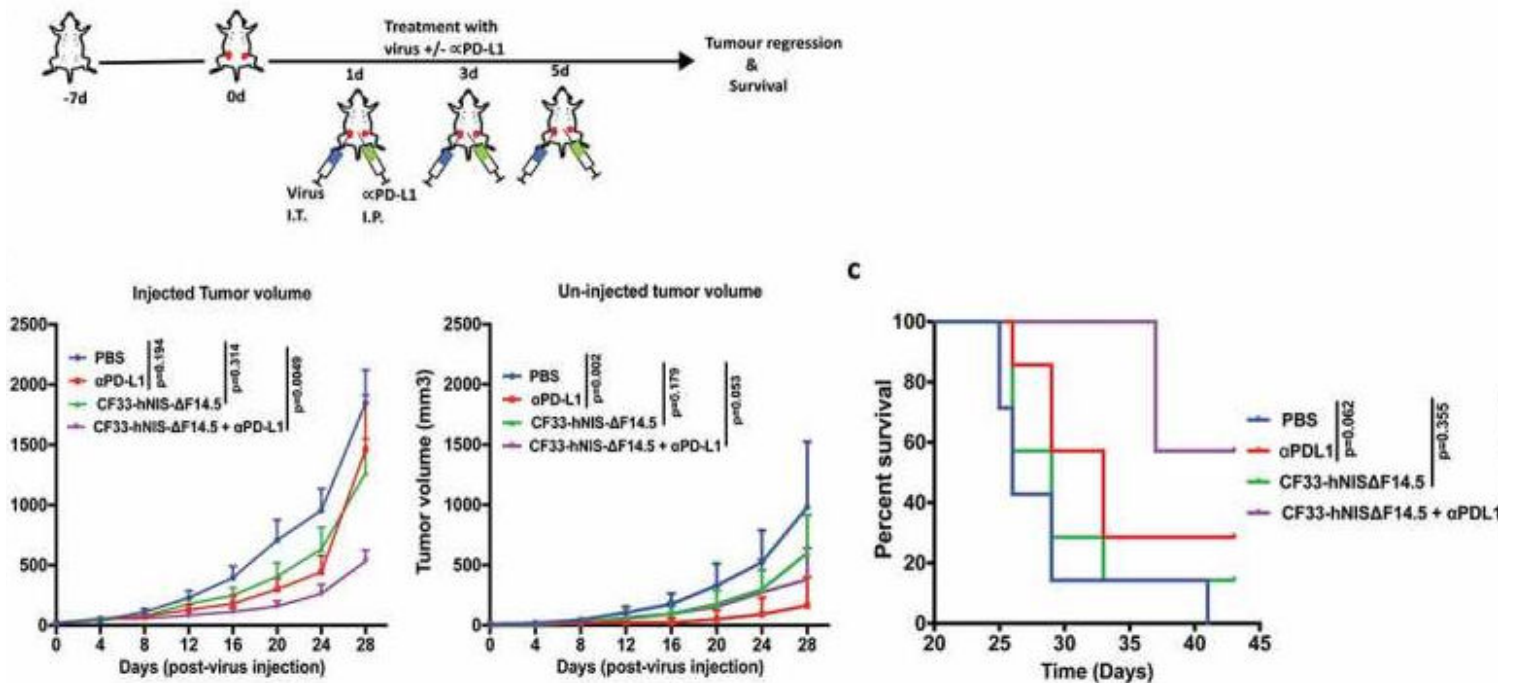 Treatment with
virus +/- ∝PD-L1
Tumour regression
&
Survival
-7d
0d
1d
3d
5d
Virus
I.T.
∝PD-L1
I.P.
Injected Tumor volume
2500
2000
1500
1000
500
0
PBS
αPD-L1
CF33-hNIS-ΔF14.5
CF33-hNIS-ΔF14.5 + αPD-L1
p=0.194
p=0.314
p=0.0049
0 4 8 12 16 20 24 28
Days (post-virus injection)
Un-injected tumor volume
Tumor volume (mm3)
2500
2000
1500
1000
500
0
PBS
αPD-L1
CF33-hNIS-ΔF14.5
CF33-hNIS-ΔF14.5 + αPD-L1
p=0.002
p=0.179
p=0.053
0 4 8 12 16 20 24 28
Days (post-virus injection)
c
Percent survival
100
80
60
40
20
0
PBS
αPDL1
CF33-hNISΔF14.5
CF33-hNISΔF14.5 + αPDL1
p=0.062
p=0.355
20 25 30 35 40 45
Time (Days)